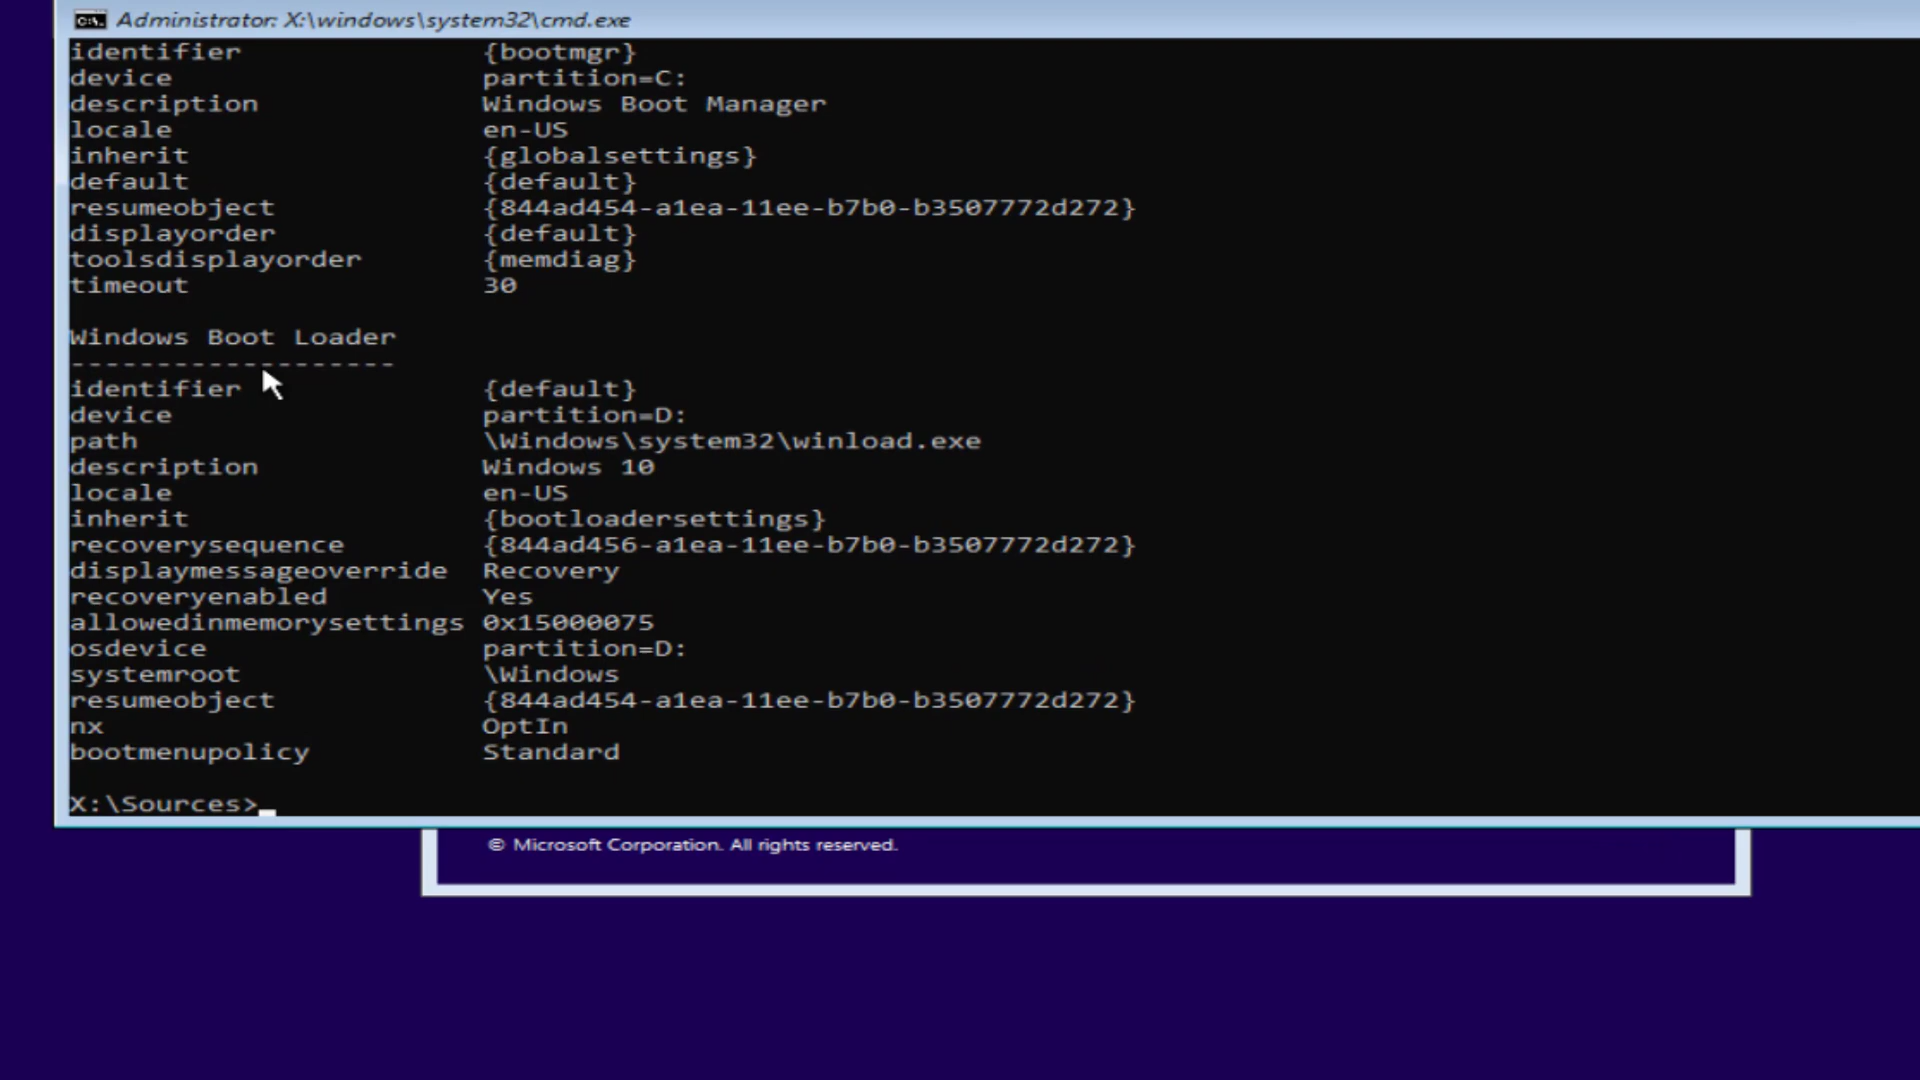 Administrator: X:\windows\system32\cmd.exe
identifier {bootmgr}
device partition=C:
description Windows Boot Manager
locale en-US
inherit {globalsettings}
default {default}
resumeobject {844ad454-a1ea-11ee-b7b0-b3507772d272}
displayorder {default}
toolsdisplayorder {memdiag}
timeout 30
Windows Boot Loader
-------------------
identifier {default}
device partition=D:
path \Windows\system32\winload.exe
description Windows 10
locale en-US
inherit {bootloadersettings}
recoverysequence {844ad456-a1ea-11ee-b7b0-b3507772d272}
displaymessageoverride Recovery
recoveryenabled Yes
allowedinmemorysettings 0x15000075
osdevice partition=D:
systemroot \Windows
resumeobject {844ad454-a1ea-11ee-b7b0-b3507772d272}
nx OptIn
bootmenupolicy Standard
X:\Sources>_
© Microsoft Corporation. All rights reserved.